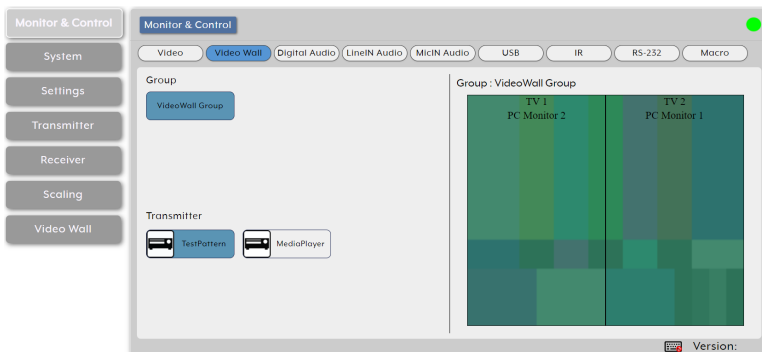 Monitor & Control
System
Settings
Transmitter
Receiver
Scaling
Video Wall
Monitor & Control
Video
Video Wall
Digital Audio
LineIN Audio
MicIN Audio
USB
IR
RS-232
Macro
Group
VideoWall Group
Transmitter
TestPattern
MediaPlayer
Group : VideoWall Group
TV 1
PC Monitor 2
TV 2
PC Monitor 1
Version: